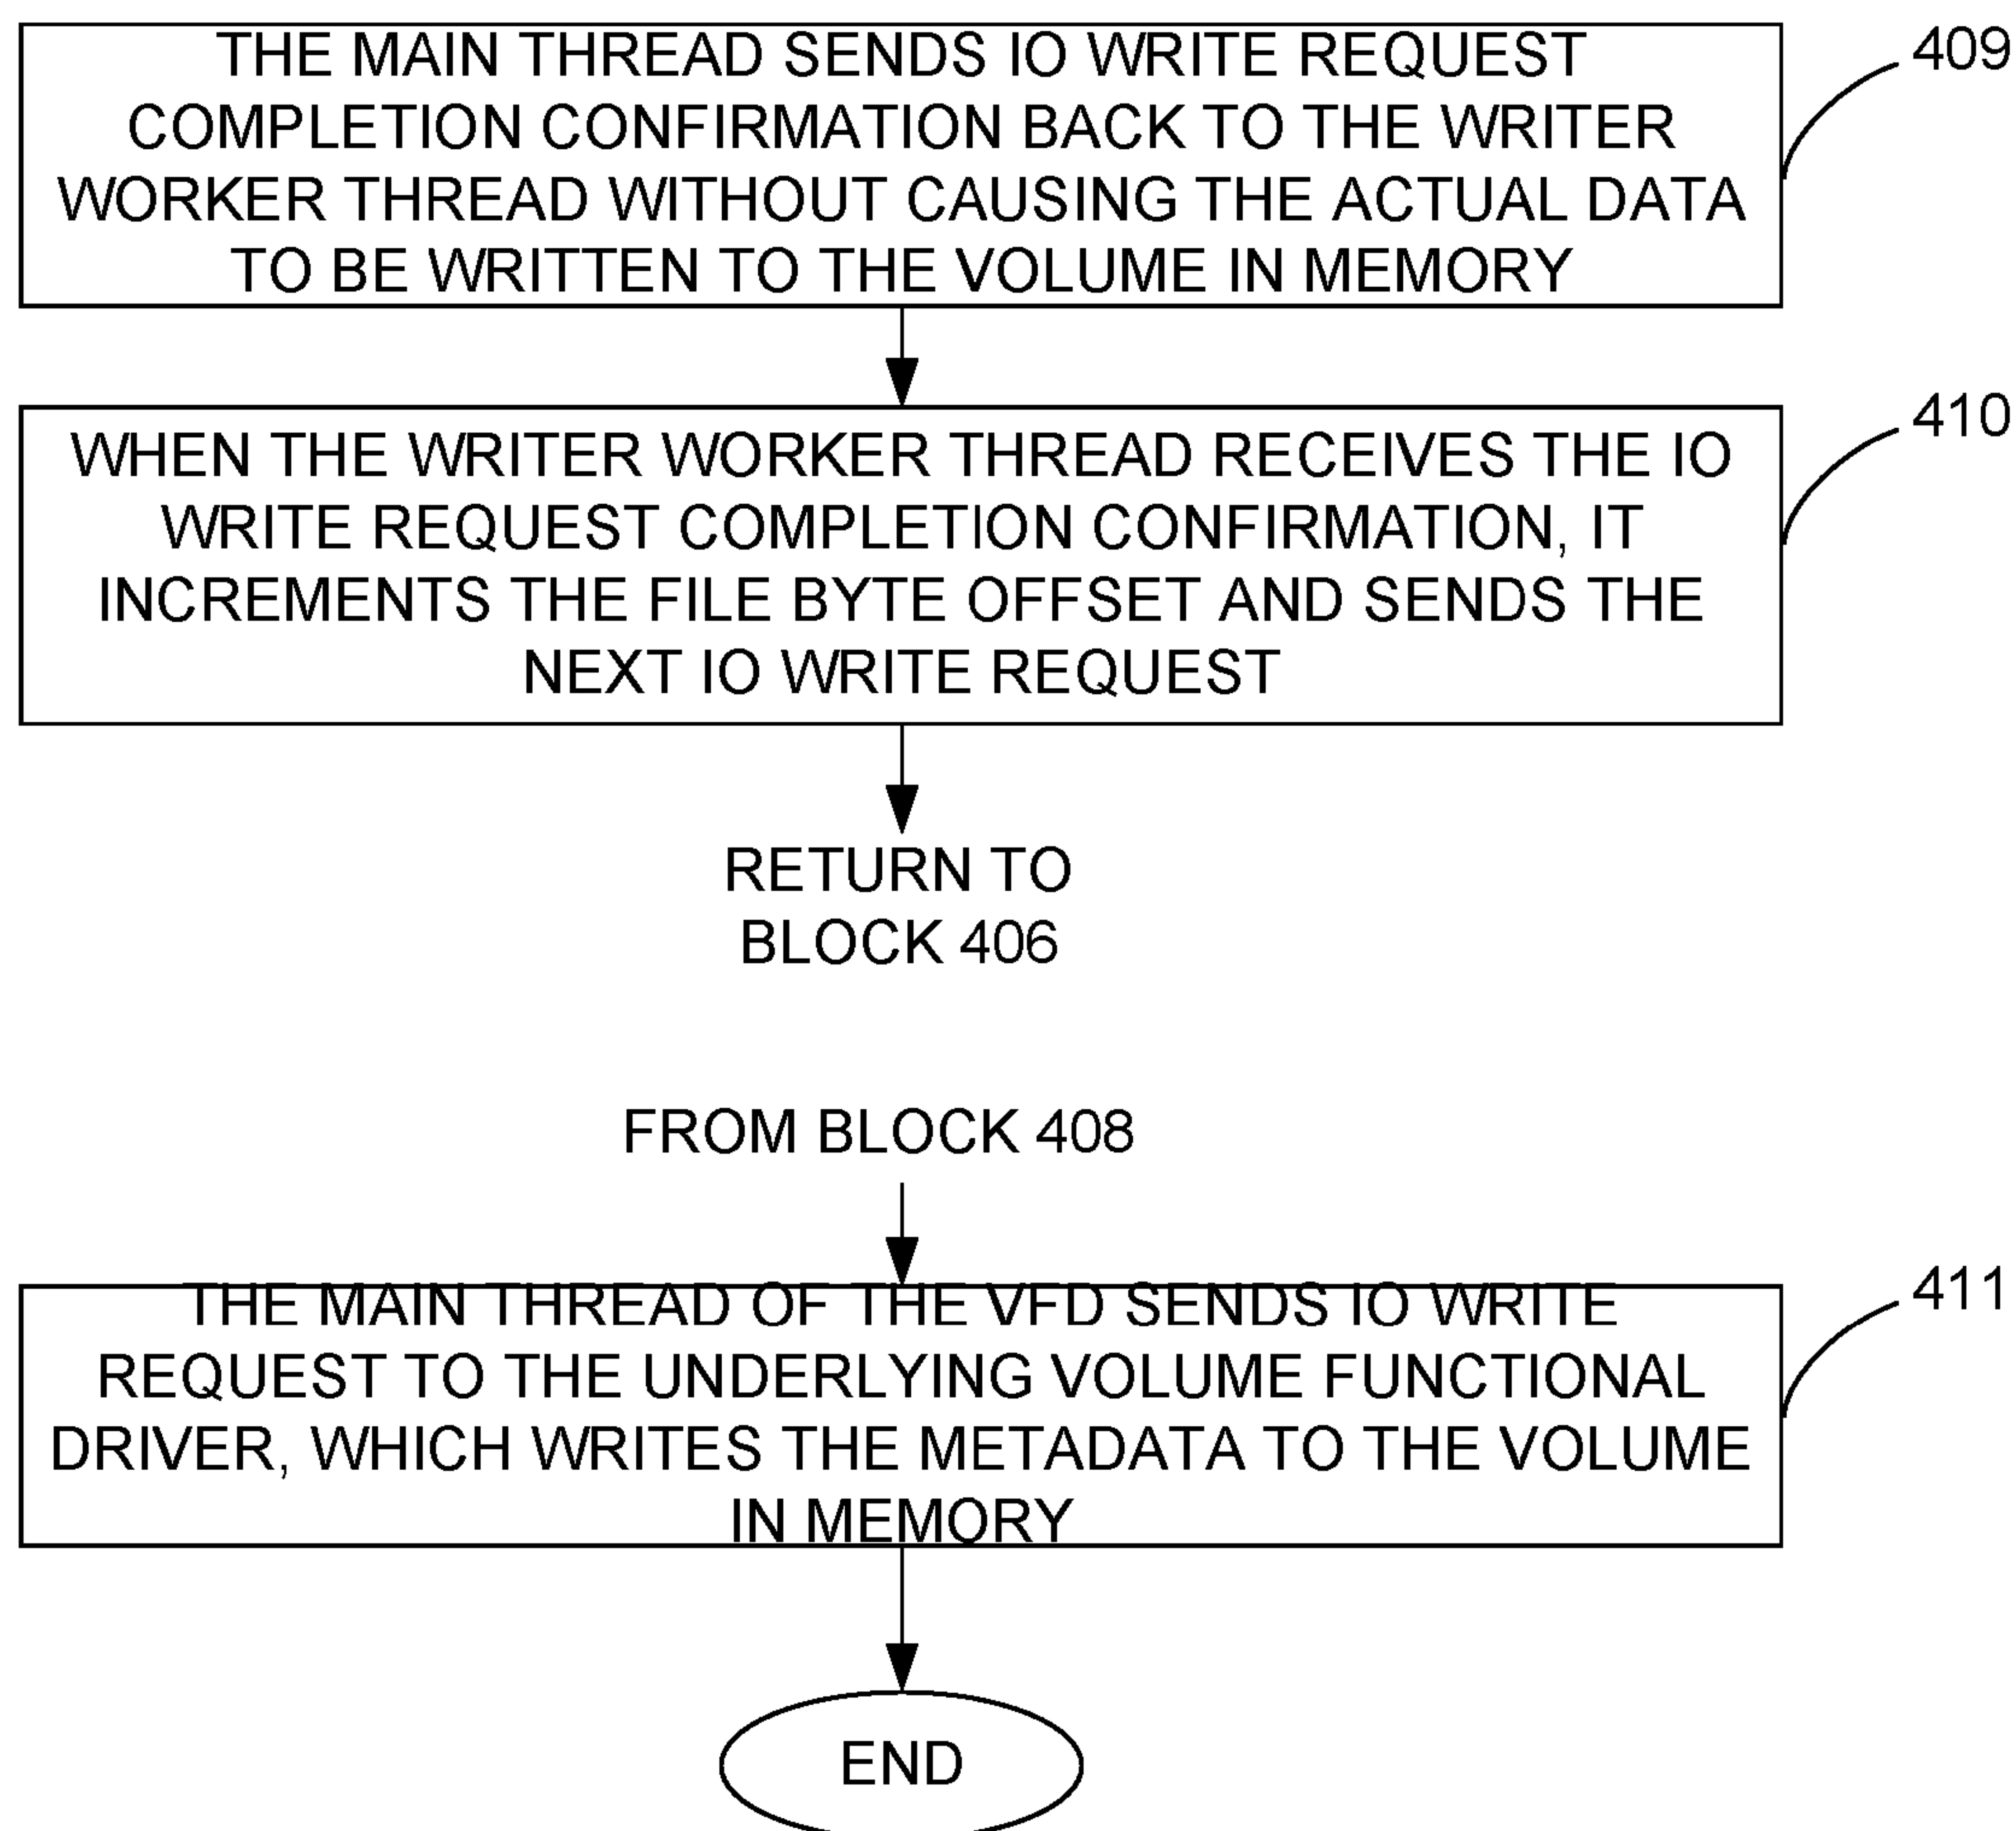 THE MAIN THREAD SENDS IO WRITE REQUEST
COMPLETION CONFIRMATION BACK TO THE WRITER
WORKER THREAD WITHOUT CAUSING THE ACTUAL DATA
TO BE WRITTEN TO THE VOLUME IN MEMORY
409
WHEN THE WRITER WORKER THREAD RECEIVES THE IO
WRITE REQUEST COMPLETION CONFIRMATION, IT
INCREMENTS THE FILE BYTE OFFSET AND SENDS THE
NEXT IO WRITE REQUEST
410
RETURN TO
BLOCK 406
FROM BLOCK 408
THE MAIN THREAD OF THE VFD SENDS IO WRITE
REQUEST TO THE UNDERLYING VOLUME FUNCTIONAL
DRIVER, WHICH WRITES THE METADATA TO THE VOLUME
IN MEMORY
411
END